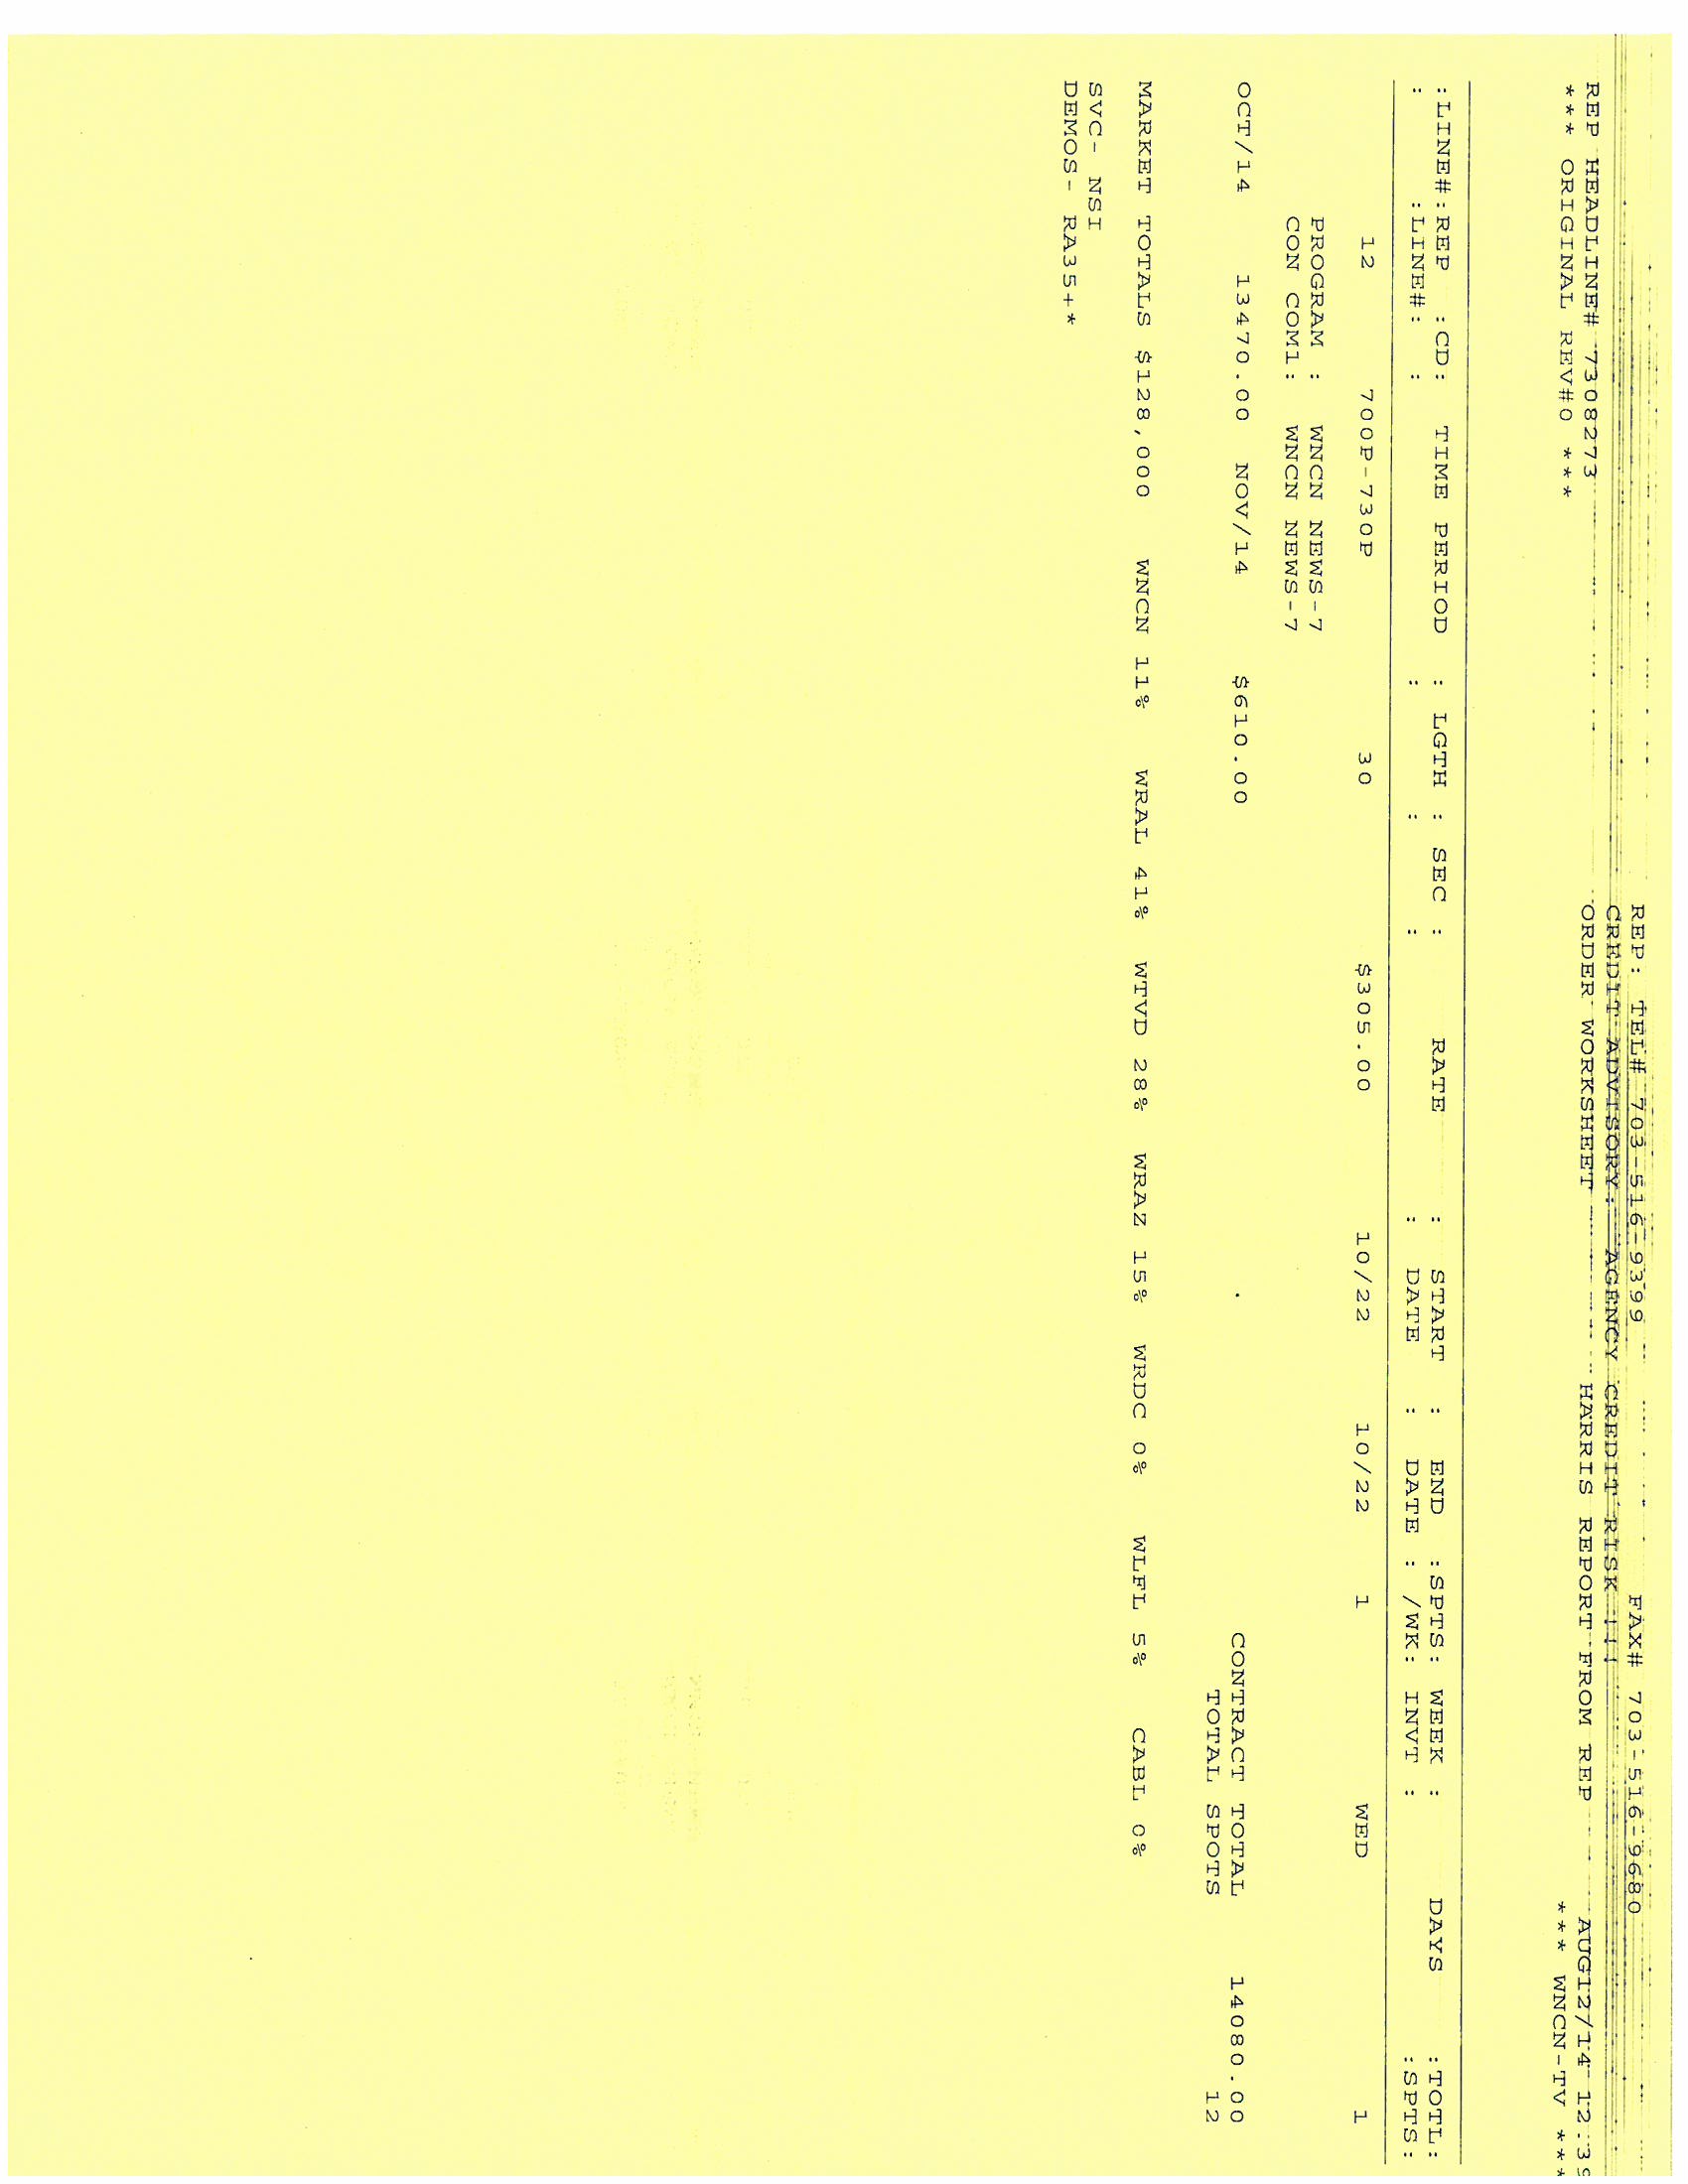 REP: TEL# 703-516-9399 FAX# 703-516-9680
CREDIT ADVISORY: AGENCY CREDIT RISK !!!
REP HEADLINE# 7308273 ORDER WORKSHEET HARRIS REPORT FROM REP AUG12/14 12:39
*** ORIGINAL REV#0 *** *** WNCN-TV ***
:LINE#:REP :CD: TIME PERIOD : LGTH : SEC : RATE : START : END :SPTS: WEEK : DAYS :TOTL:
: :LINE#: : : : : : DATE : DATE : /WK: INVT : :SPTS:
12 700P-730P 30 $305.00 10/22 10/22 1 WED 1
PROGRAM : WNCN NEWS-7
CON COM1: WNCN NEWS-7
OCT/14 13470.00 NOV/14 $610.00 CONTRACT TOTAL 14080.00
TOTAL SPOTS 12
MARKET TOTALS $128,000 WNCN 11% WRAL 41% WTVD 28% WRAZ 15% WRDC 0% WLFL 5% CABL 0%
SVC- NSI
DEMOS- RA35+*